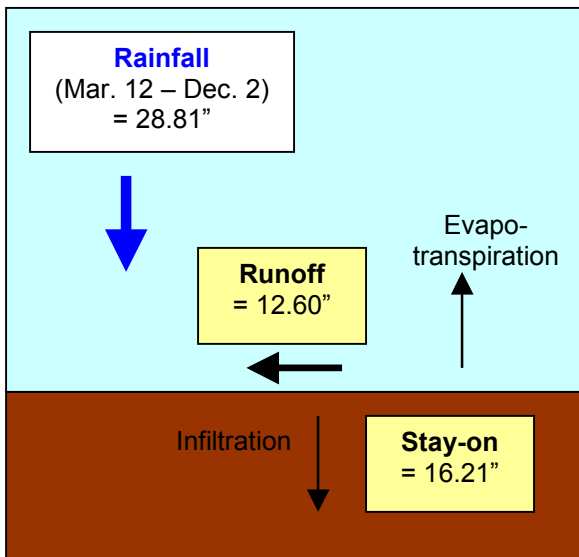 Rainfall
(Mar. 12 – Dec. 2)
= 28.81”
Evapo-
transpiration
Runoff
= 12.60”
Infiltration
Stay-on
= 16.21”